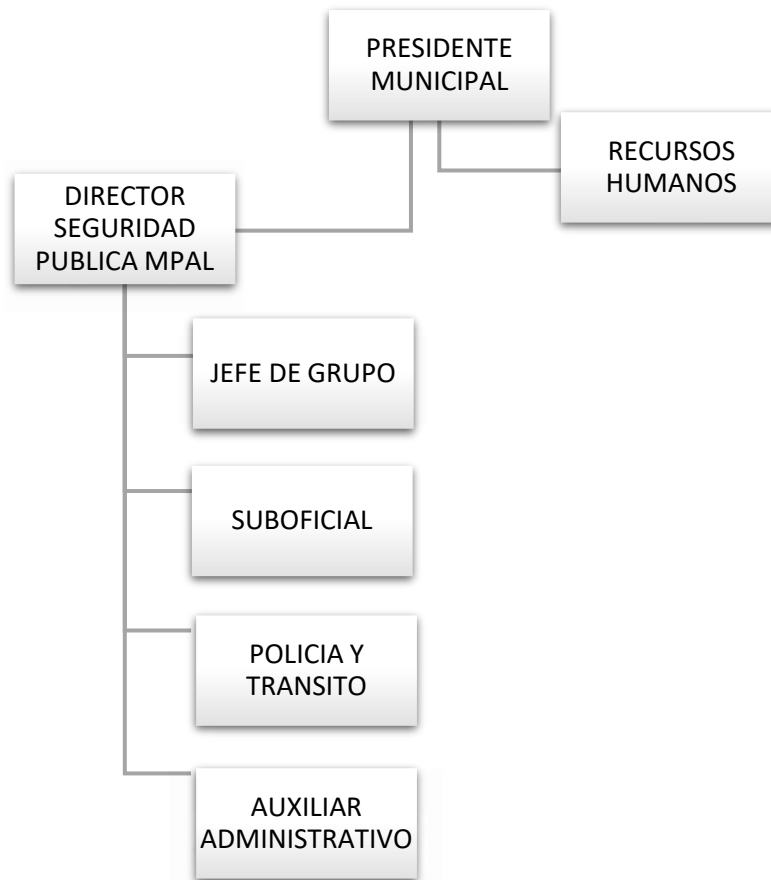 PRESIDENTE
MUNICIPAL
RECURSOS
HUMANOS
DIRECTOR
SEGURIDAD
PUBLICA MPAL
JEFE DE GRUPO
SUBOFICIAL
POLICIA Y
TRANSITO
AUXILIAR
ADMINISTRATIVO